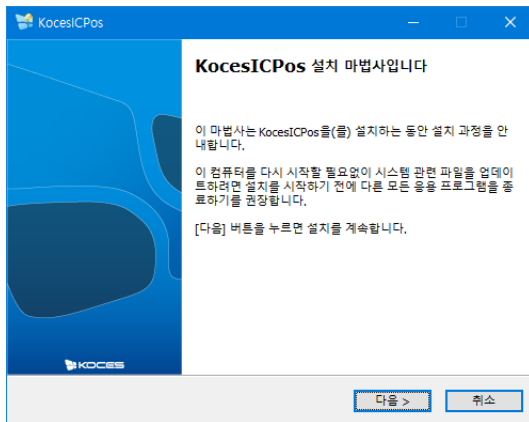 KocesICPos
KocesICPos 설치 마법사입니다
이 마법사는 KocesICPos을(를) 설치하는 동안 설치 과정을 안
내합니다.
이 컴퓨터를 다시 시작할 필요없이 시스템 관련 파일을 업데이
트하려면 설치를 시작하기 전에 다른 모든 응용 프로그램을 종
료하기를 권장합니다.
[다음] 버튼을 누르면 설치를 계속합니다.
KOCES
다음 >
취소